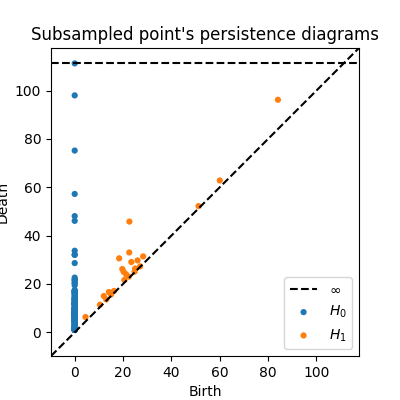 Subsampled point's persistence diagrams
Death
100
80
60
40
20
0
∞
H₀
H₁
0 20 40 60 80 100
Birth